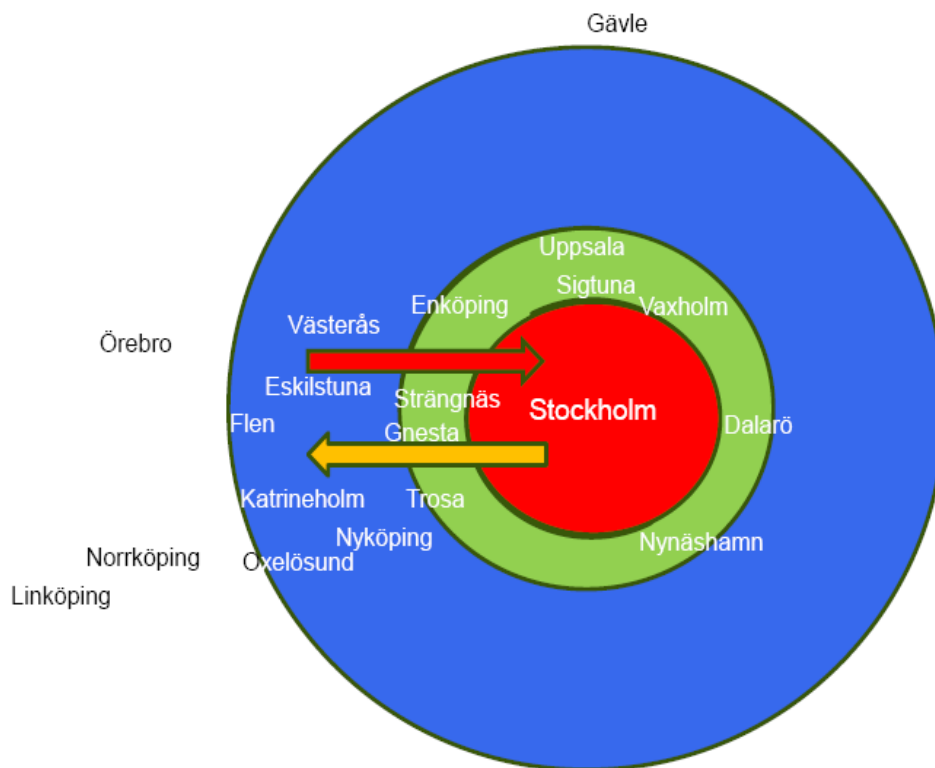 Gävle
Uppsala
Sigtuna
Enköping
Vaxholm
Västerås
Örebro
Eskilstuna
Strängnäs
Stockholm
Flen
Dalarö
Gnesta
Katrineholm
Trosa
Nyköping
Nynäshamn
Norrköping
Oxelösund
Linköping